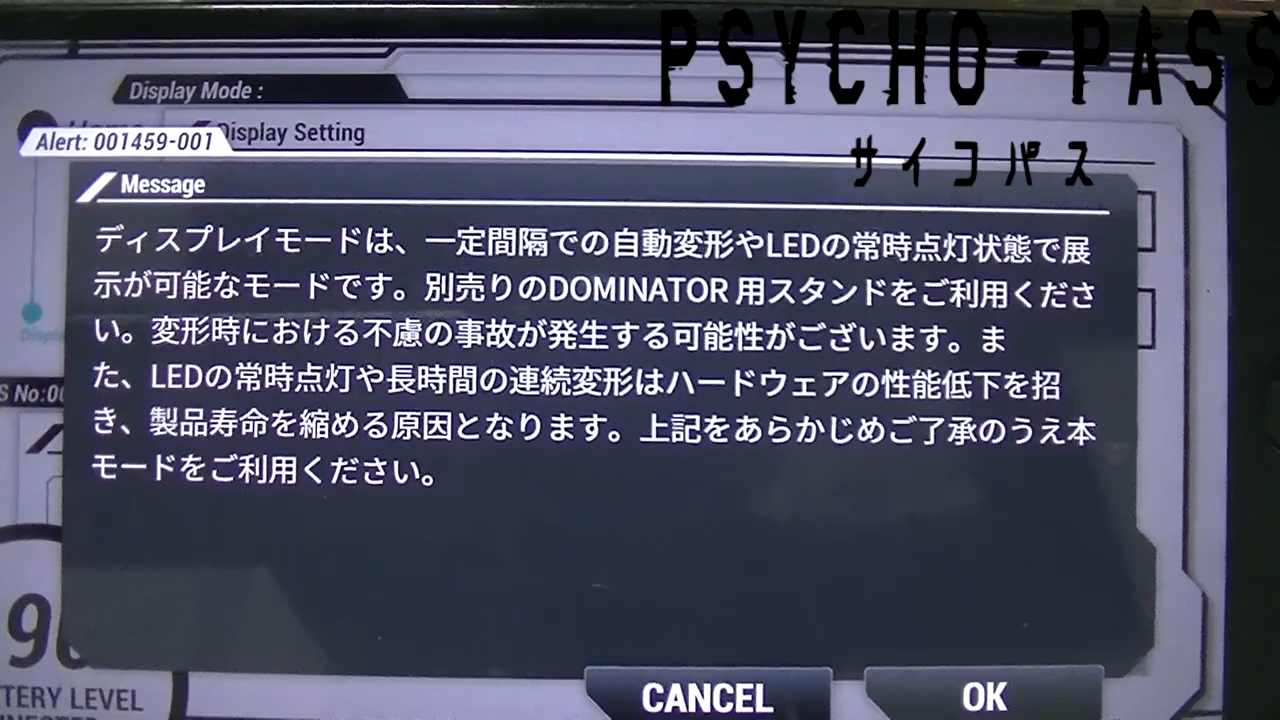 PSYCHO-PASS
サイコパス
Display Mode :
Display Setting
Alert: 001459-001
Message
ディスプレイモードは、一定間隔での自動変形やLEDの常時点灯状態で展
示が可能なモードです。別売りのDOMINATOR 用スタンドをご利用くださ
い。変形時における不慮の事故が発生する可能性がございます。ま
た、LEDの常時点灯や長時間の連続変形はハードウェアの性能低下を招
き、製品寿命を縮める原因となります。上記をあらかじめご了承のうえ本
モードをご利用ください。
S No:00
TERY LEVEL
CANCEL
OK